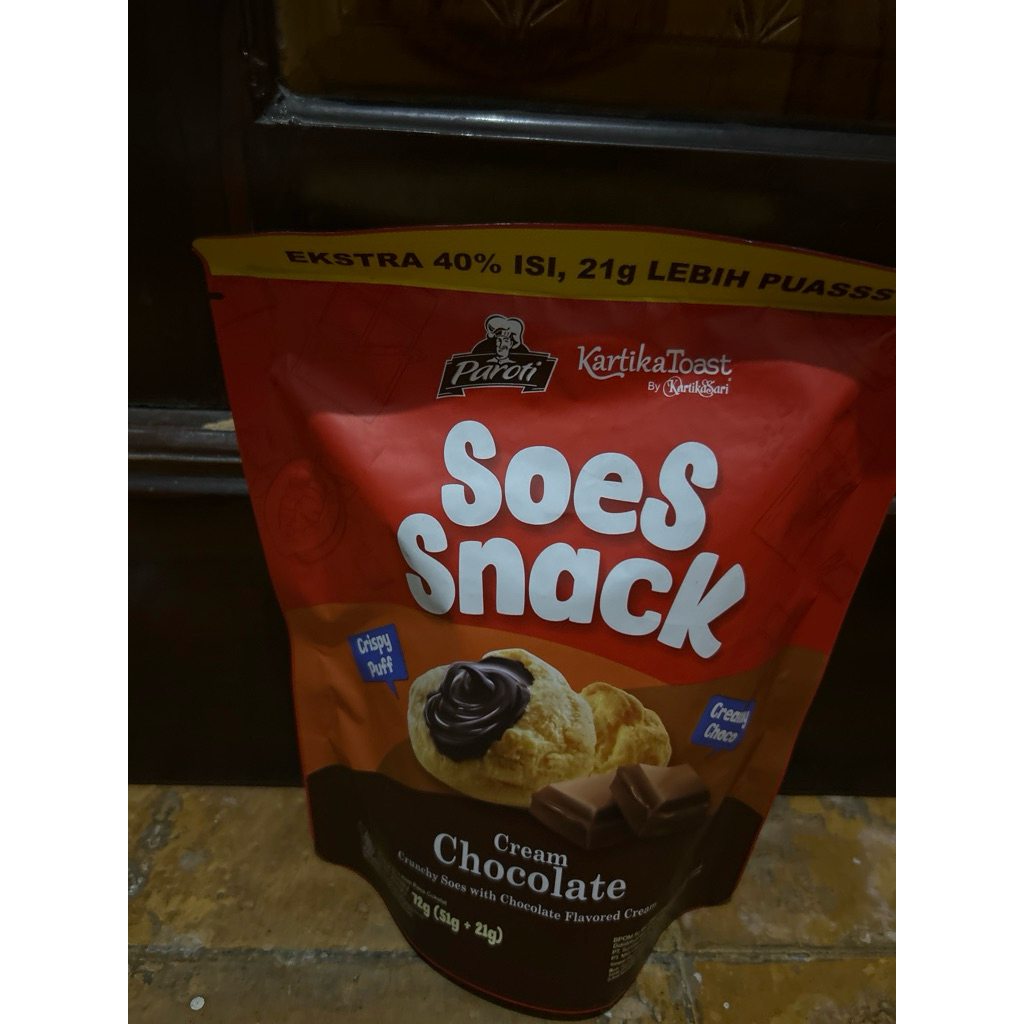 EKSTRA 40% ISI, 21g LEBIH PUASSS
Paroti
KartikaToast
By KartikaSari
Soes
Snack
Crispy
Puff
Creamy
Choco
Cream
Chocolate
Crunchy Soes with Chocolate Flavored Cream
72g (51g + 21g)